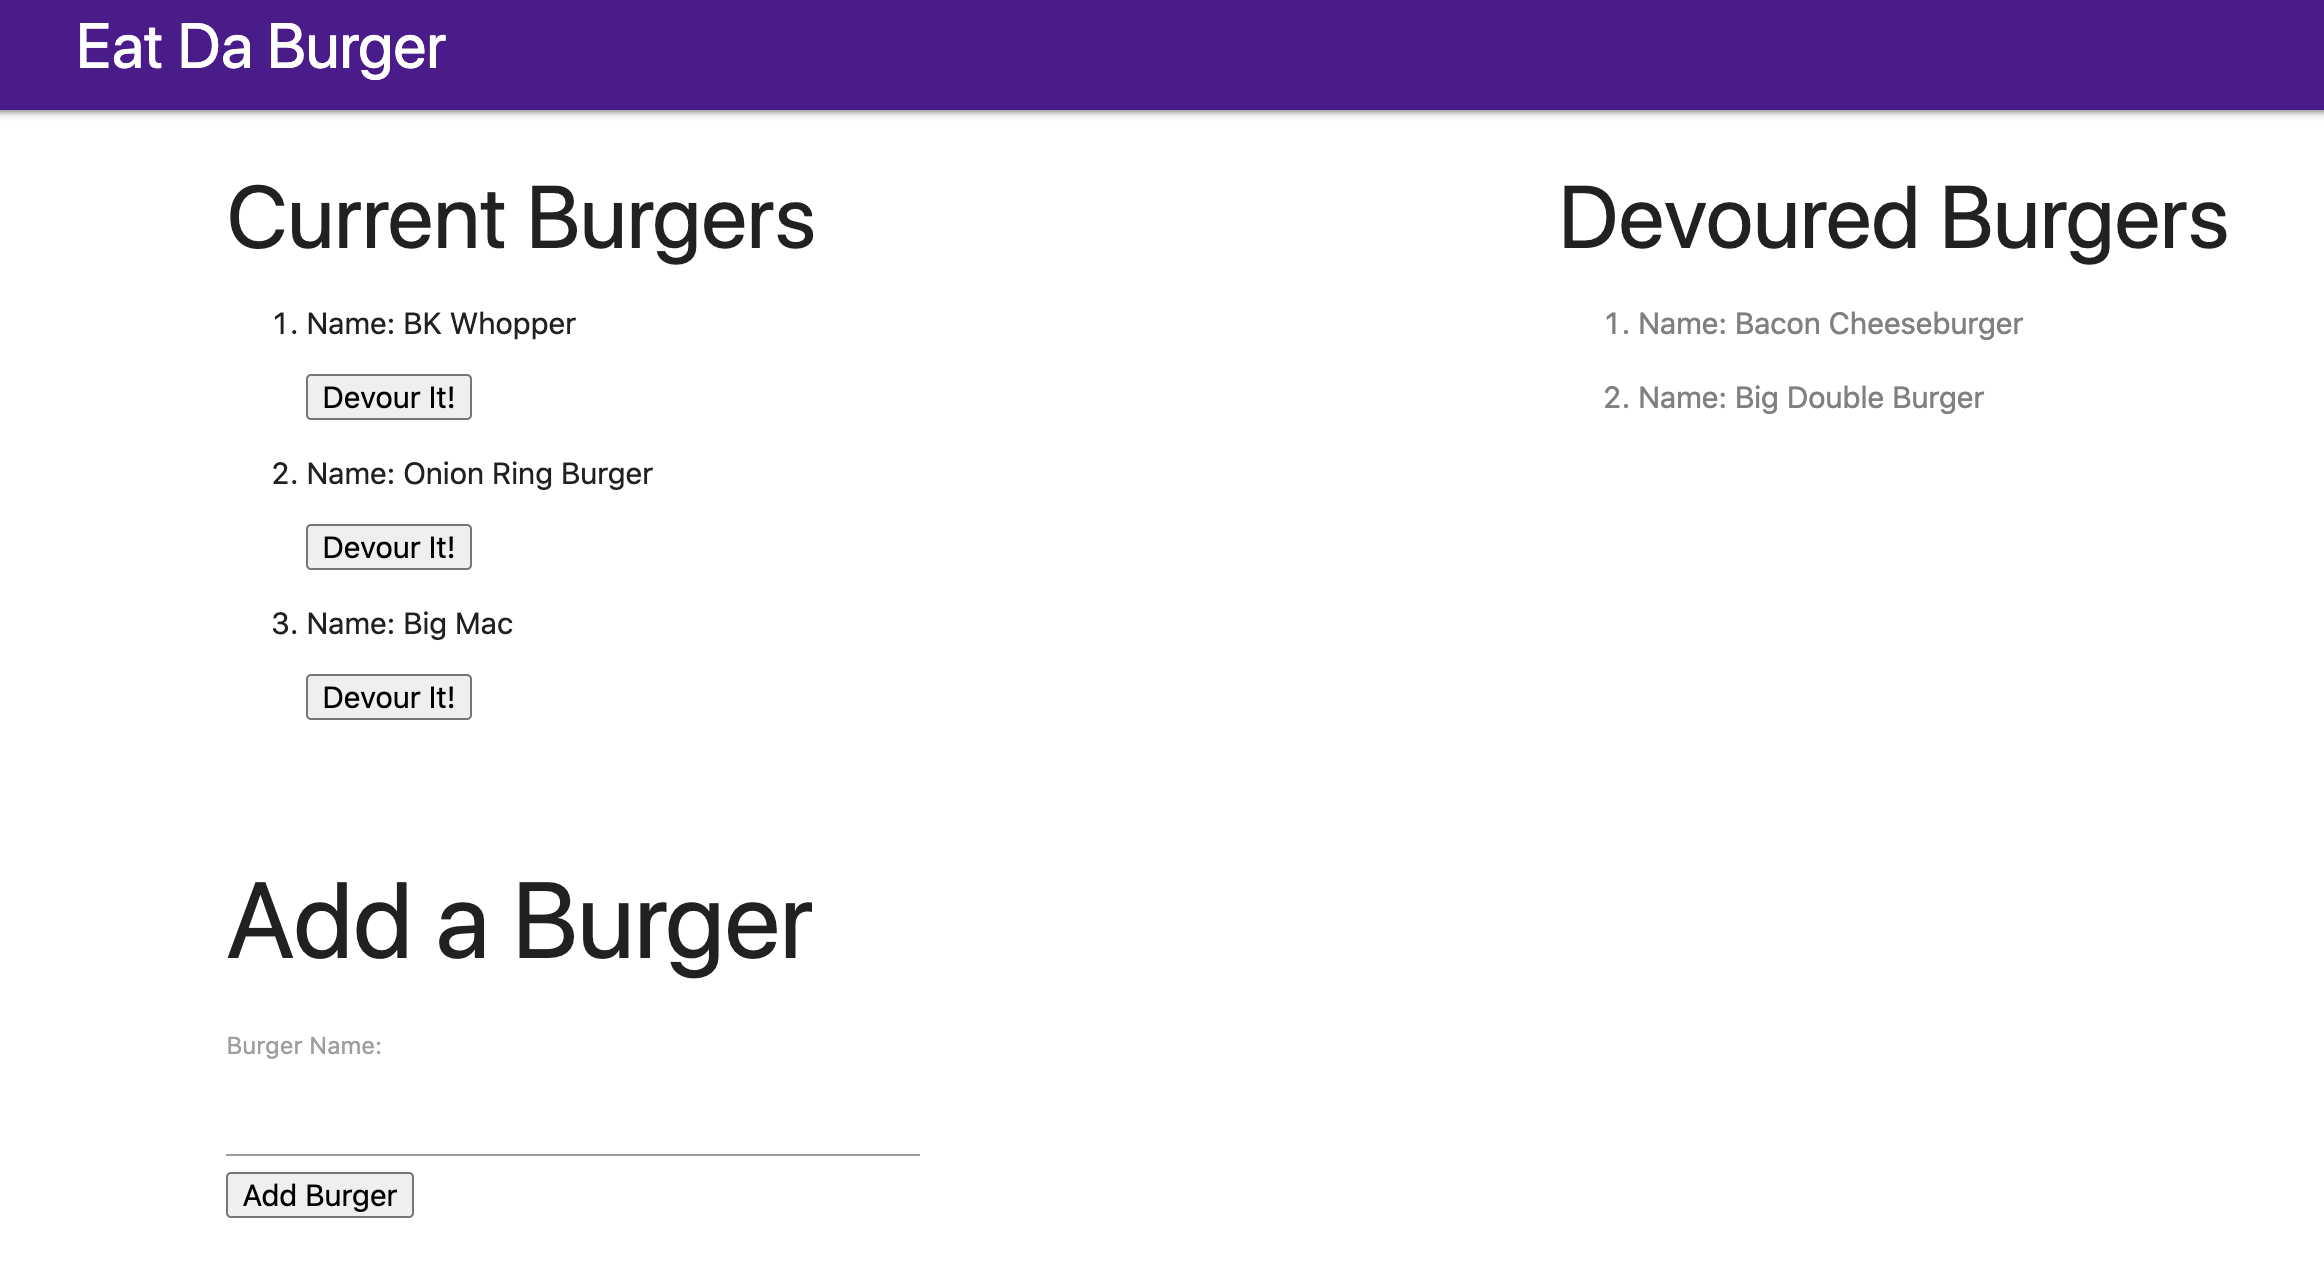 Eat Da Burger
Current Burgers
1. Name: BK Whopper
Devour It!
2. Name: Onion Ring Burger
Devour It!
3. Name: Big Mac
Devour It!
Devoured Burgers
1. Name: Bacon Cheeseburger
2. Name: Big Double Burger
Add a Burger
Burger Name:
Add Burger